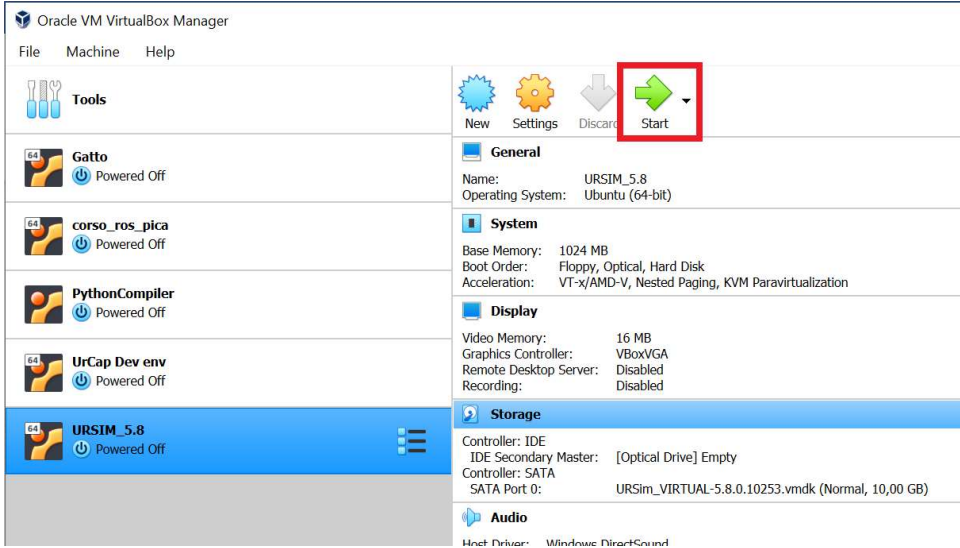 Oracle VM VirtualBox Manager
File Machine Help
Tools
64
Gatto
Powered Off
64
corso_ros_pica
Powered Off
PythonCompiler
Powered Off
64
UrCap Dev env
Powered Off
64
URSIM_5.8
Powered Off
New Settings Discard Start
General
Name: URSIM_5.8
Operating System: Ubuntu (64-bit)
System
Base Memory: 1024 MB
Boot Order: Floppy, Optical, Hard Disk
Acceleration: VT-x/AMD-V, Nested Paging, KVM Paravirtualization
Display
Video Memory: 16 MB
Graphics Controller: VBoxVGA
Remote Desktop Server: Disabled
Recording: Disabled
Storage
Controller: IDE
IDE Secondary Master: [Optical Drive] Empty
Controller: SATA
SATA Port 0: URSim_VIRTUAL-5.8.0.10253.vmdk (Normal, 10,00 GB)
Audio
Host Driver: Windows DirectSound